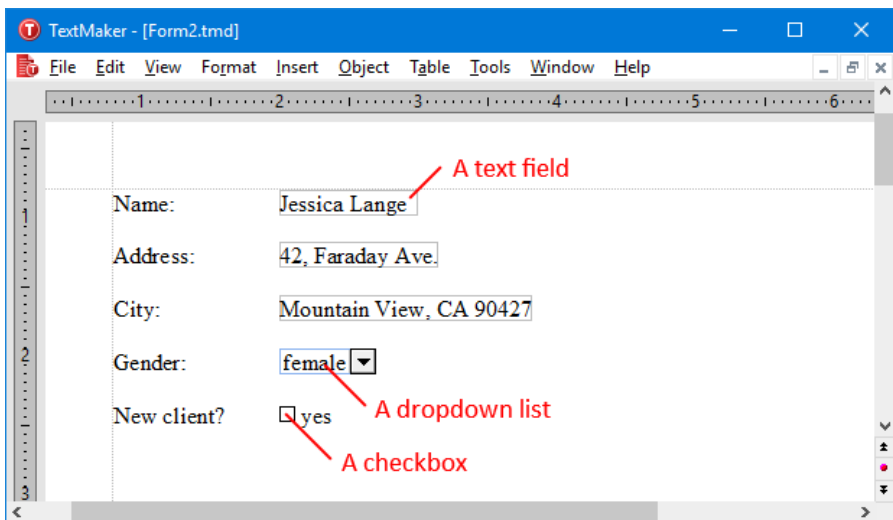 TextMaker - [Form2.tmd]
File Edit View Format Insert Object Table Tools Window Help
1 2 3 4 5 6
A text field
Name: Jessica Lange
1
Address: 42, Faraday Ave.
City: Mountain View, CA 90427
2
Gender: female
A dropdown list
New client? yes
A checkbox
3